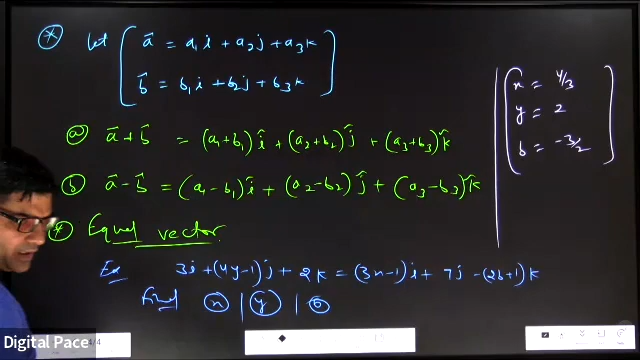 * Let a⃗ = a₁i + a₂j + a₃k
b⃗ = b₁i + b₂j + b₃k
ⓐ a⃗ + b⃗ = (a₁+b₁)î + (a₂+b₂)ĵ + (a₃+b₃)k̂
ⓑ a⃗ - b⃗ = (a₁-b₁)î + (a₂-b₂)ĵ + (a₃-b₃)k̂
* Equal vector
Ex 3i + (4y-1)j + 2k = (3x-1)i + 7j - (2b+1)k
Find x | y | b
x = 4/3
y = 2
b = -3/2
Digital Pace
4/4